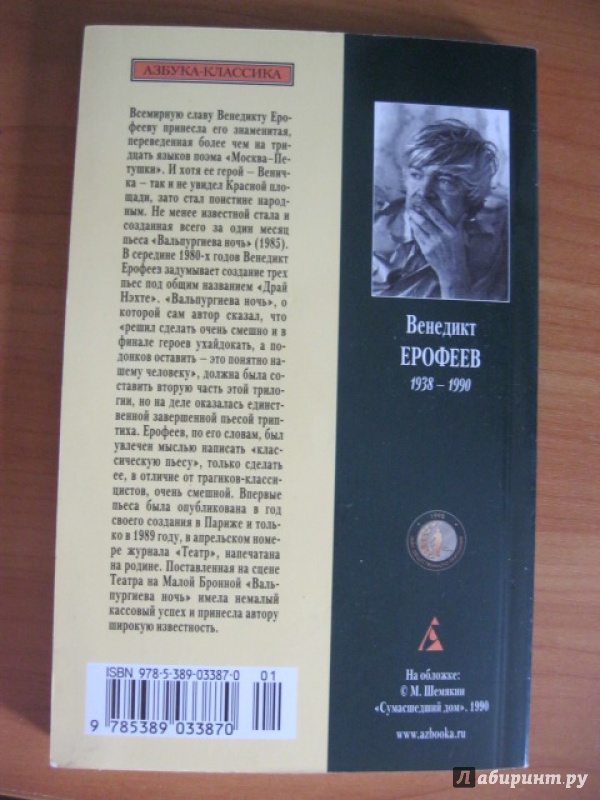 АЗБУКА-КЛАССИКА
Всемирную славу Венедикту Еро-
фееву принесла его знаменитая,
переведенная более чем на три-
дцать языков поэма «Москва–Пе-
тушки». И хотя ее герой – Венич-
ка – так и не увидел Красной пло-
щади, зато стал поистине народ-
ным. Не менее известной стала и
созданная всего за один месяц
пьеса «Вальпургиева ночь» (1985).
В середине 1980-х годов Венедикт
Ерофеев задумывает создание трех
пьес под общим названием «Драй
Нэхте». «Вальпургиева ночь», о
которой сам автор сказал, что
«решил сделать очень смешно и в
финале героев ухайдокать, а по-
донков оставить – это понятно на-
шему человеку», должна была со-
ставить вторую часть этой трило-
гии, но на деле оказалась единст-
венной завершенной пьесой трип-
тиха. Ерофеев, по его словам, был
увлечен мыслью написать «клас-
сическую пьесу», только сделать
ее, в отличие от трагиков-класси-
цистов, очень смешной. Впервые
пьеса была опубликована в год
своего создания в Париже и толь-
ко в 1989 году, в апрельском номе-
ре журнала «Театр», напечатана
на родине. Поставленная на сцене
Театра на Малой Бронной «Валь-
пургиева ночь» имела немалый
кассовый успех и принесла автору
широкую известность.
ISBN 978-5-389-03387-0 01
9 785389 033870 >
Венедикт
ЕРОФЕЕВ
1938 – 1990
На обложке:
© М. Шемякин
«Сумасшедший дом». 1990
www.azbooka.ru
Лабиринт.ру